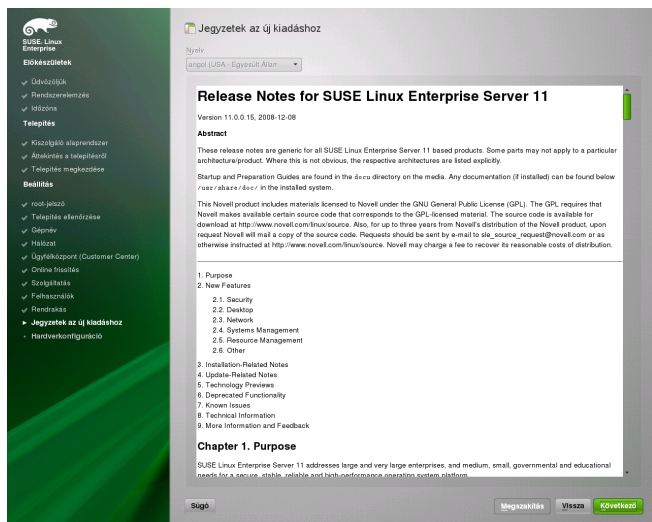 SUSE. Linux
Enterprise
Előkészületek
Üdvözöljük
Rendszerelemzés
Időzóna
Telepítés
Kiszolgáló alaprendszer
Áttekintés a telepítésről
Telepítés megkezdése
Beállítás
root-jelszó
Telepítés ellenőrzése
Gépnév
Hálózat
Ügyfélközpont (Customer Center)
Online frissítés
Szolgáltatás
Felhasználók
Rendrakás
Jegyzetek az új kiadáshoz
Hardverkonfiguráció
Jegyzetek az új kiadáshoz
Nyelv
angol (USA - Egyesült Állam
Release Notes for SUSE Linux Enterprise Server 11
Version 11.0.0.15, 2008-12-08
Abstract
These release notes are generic for all SUSE Linux Enterprise Server 11 based products. Some parts may not apply to a particular
architecture/product. Where this is not obvious, the respective architectures are listed explicitly.
Startup and Preparation Guides are found in the docu directory on the media. Any documentation (if installed) can be found below
/usr/share/doc/ in the installed system.
This Novell product includes materials licensed to Novell under the GNU General Public License (GPL). The GPL requires that
Novell makes available certain source code that corresponds to the GPL-licensed material. The source code is available for
download at http://www.novell.com/linux/source. Also, for up to three years from Novell's distribution of the Novell product, upon
request Novell will mail a copy of the source code. Requests should be sent by e-mail to sle_source_request@novell.com or as
otherwise instructed at http://www.novell.com/linux/source. Novell may charge a fee to recover its reasonable costs of distribution.
1. Purpose
2. New Features
2.1. Security
2.2. Desktop
2.3. Network
2.4. Systems Management
2.5. Resource Management
2.6. Other
3. Installation-Related Notes
4. Update-Related Notes
5. Technology Previews
6. Deprecated Functionality
7. Known Issues
8. Technical Information
9. More Information and Feedback
Chapter 1. Purpose
SUSE Linux Enterprise Server 11 addresses large and very large enterprises, and medium, small, governmental and educational
needs for a secure, stable, reliable and high-performance operating system platform.
Súgó
Megszakítás
Vissza
Következő